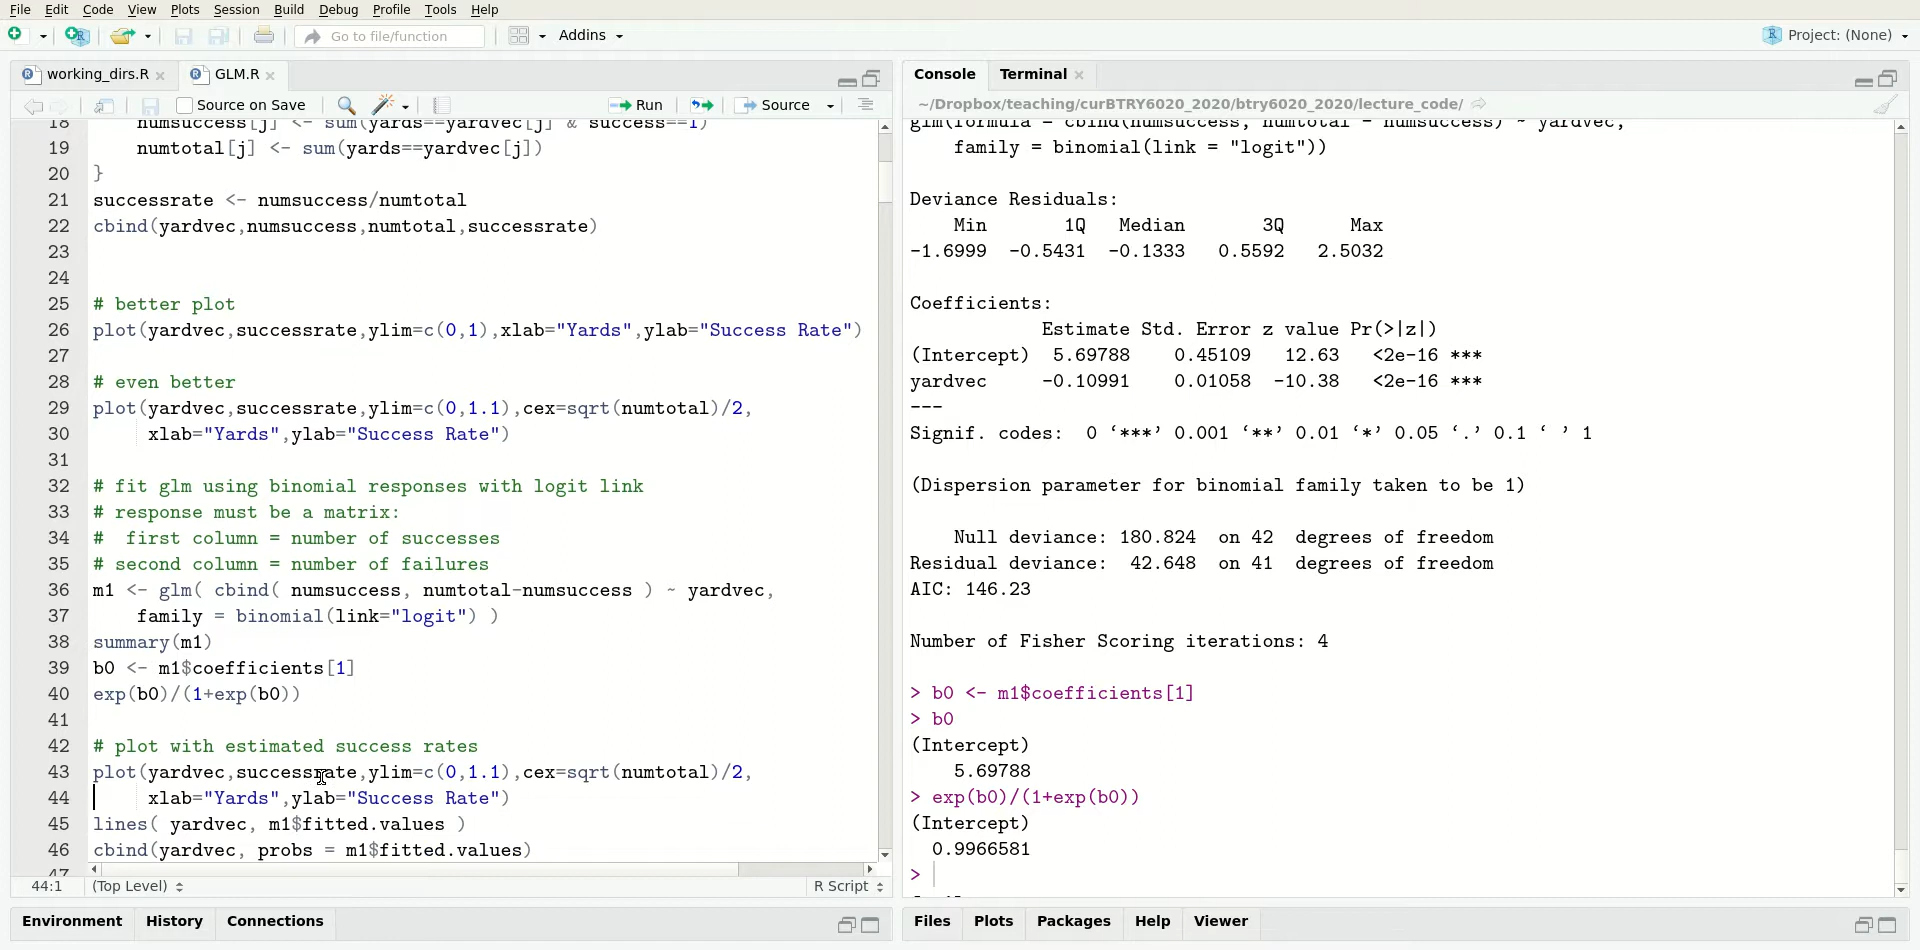 File Edit Code View Plots Session Build Debug Profile Tools Help
Go to file/function Addins Project: (None)
working_dirs.R GLM.R
Source on Save Run Source
18 numsuccess[j] <- sum(yards==yardvec[j] & success==1)
19 numtotal[j] <- sum(yards==yardvec[j])
20 }
21 successrate <- numsuccess/numtotal
22 cbind(yardvec,numsuccess,numtotal,successrate)
23
24
25 # better plot
26 plot(yardvec,successrate,ylim=c(0,1),xlab="Yards",ylab="Success Rate")
27
28 # even better
29 plot(yardvec,successrate,ylim=c(0,1.1),cex=sqrt(numtotal)/2,
30 xlab="Yards",ylab="Success Rate")
31
32 # fit glm using binomial responses with logit link
33 # response must be a matrix:
34 #  first column = number of successes
35 # second column = number of failures
36 m1 <- glm( cbind( numsuccess, numtotal-numsuccess ) ~ yardvec,
37 family = binomial(link="logit") )
38 summary(m1)
39 b0 <- m1$coefficients[1]
40 exp(b0)/(1+exp(b0))
41
42 # plot with estimated success rates
43 plot(yardvec,successrate,ylim=c(0,1.1),cex=sqrt(numtotal)/2,
44 xlab="Yards",ylab="Success Rate")
45 lines( yardvec, m1$fitted.values )
46 cbind(yardvec, probs = m1$fitted.values)
47
44:1 (Top Level) R Script
Environment History Connections
Console Terminal
~/Dropbox/teaching/curBTRY6020_2020/btry6020_2020/lecture_code/
glm(formula = cbind(numsuccess, numtotal - numsuccess) ~ yardvec,
family = binomial(link = "logit"))
Deviance Residuals:
Min 1Q Median 3Q Max
-1.6999 -0.5431 -0.1333 0.5592 2.5032
Coefficients:
Estimate Std. Error z value Pr(>|z|)
(Intercept) 5.69788 0.45109 12.63 <2e-16 ***
yardvec -0.10991 0.01058 -10.38 <2e-16 ***
---
Signif. codes: 0 ‘***’ 0.001 ‘**’ 0.01 ‘*’ 0.05 ‘.’ 0.1 ‘ ’ 1
(Dispersion parameter for binomial family taken to be 1)
Null deviance: 180.824 on 42 degrees of freedom
Residual deviance: 42.648 on 41 degrees of freedom
AIC: 146.23
Number of Fisher Scoring iterations: 4
> b0 <- m1$coefficients[1]
> b0
(Intercept)
5.69788
> exp(b0)/(1+exp(b0))
(Intercept)
0.9966581
>
Files Plots Packages Help Viewer